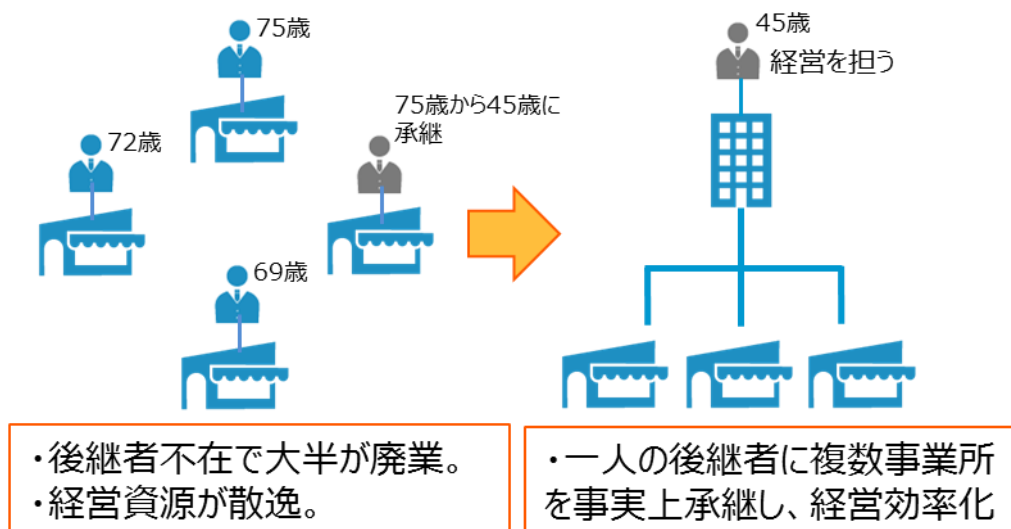 75歳
72歳
75歳から45歳に
承継
69歳
・後継者不在で大半が廃業。
・経営資源が散逸。
45歳
経営を担う
・一人の後継者に複数事業所
を事実上承継し、経営効率化